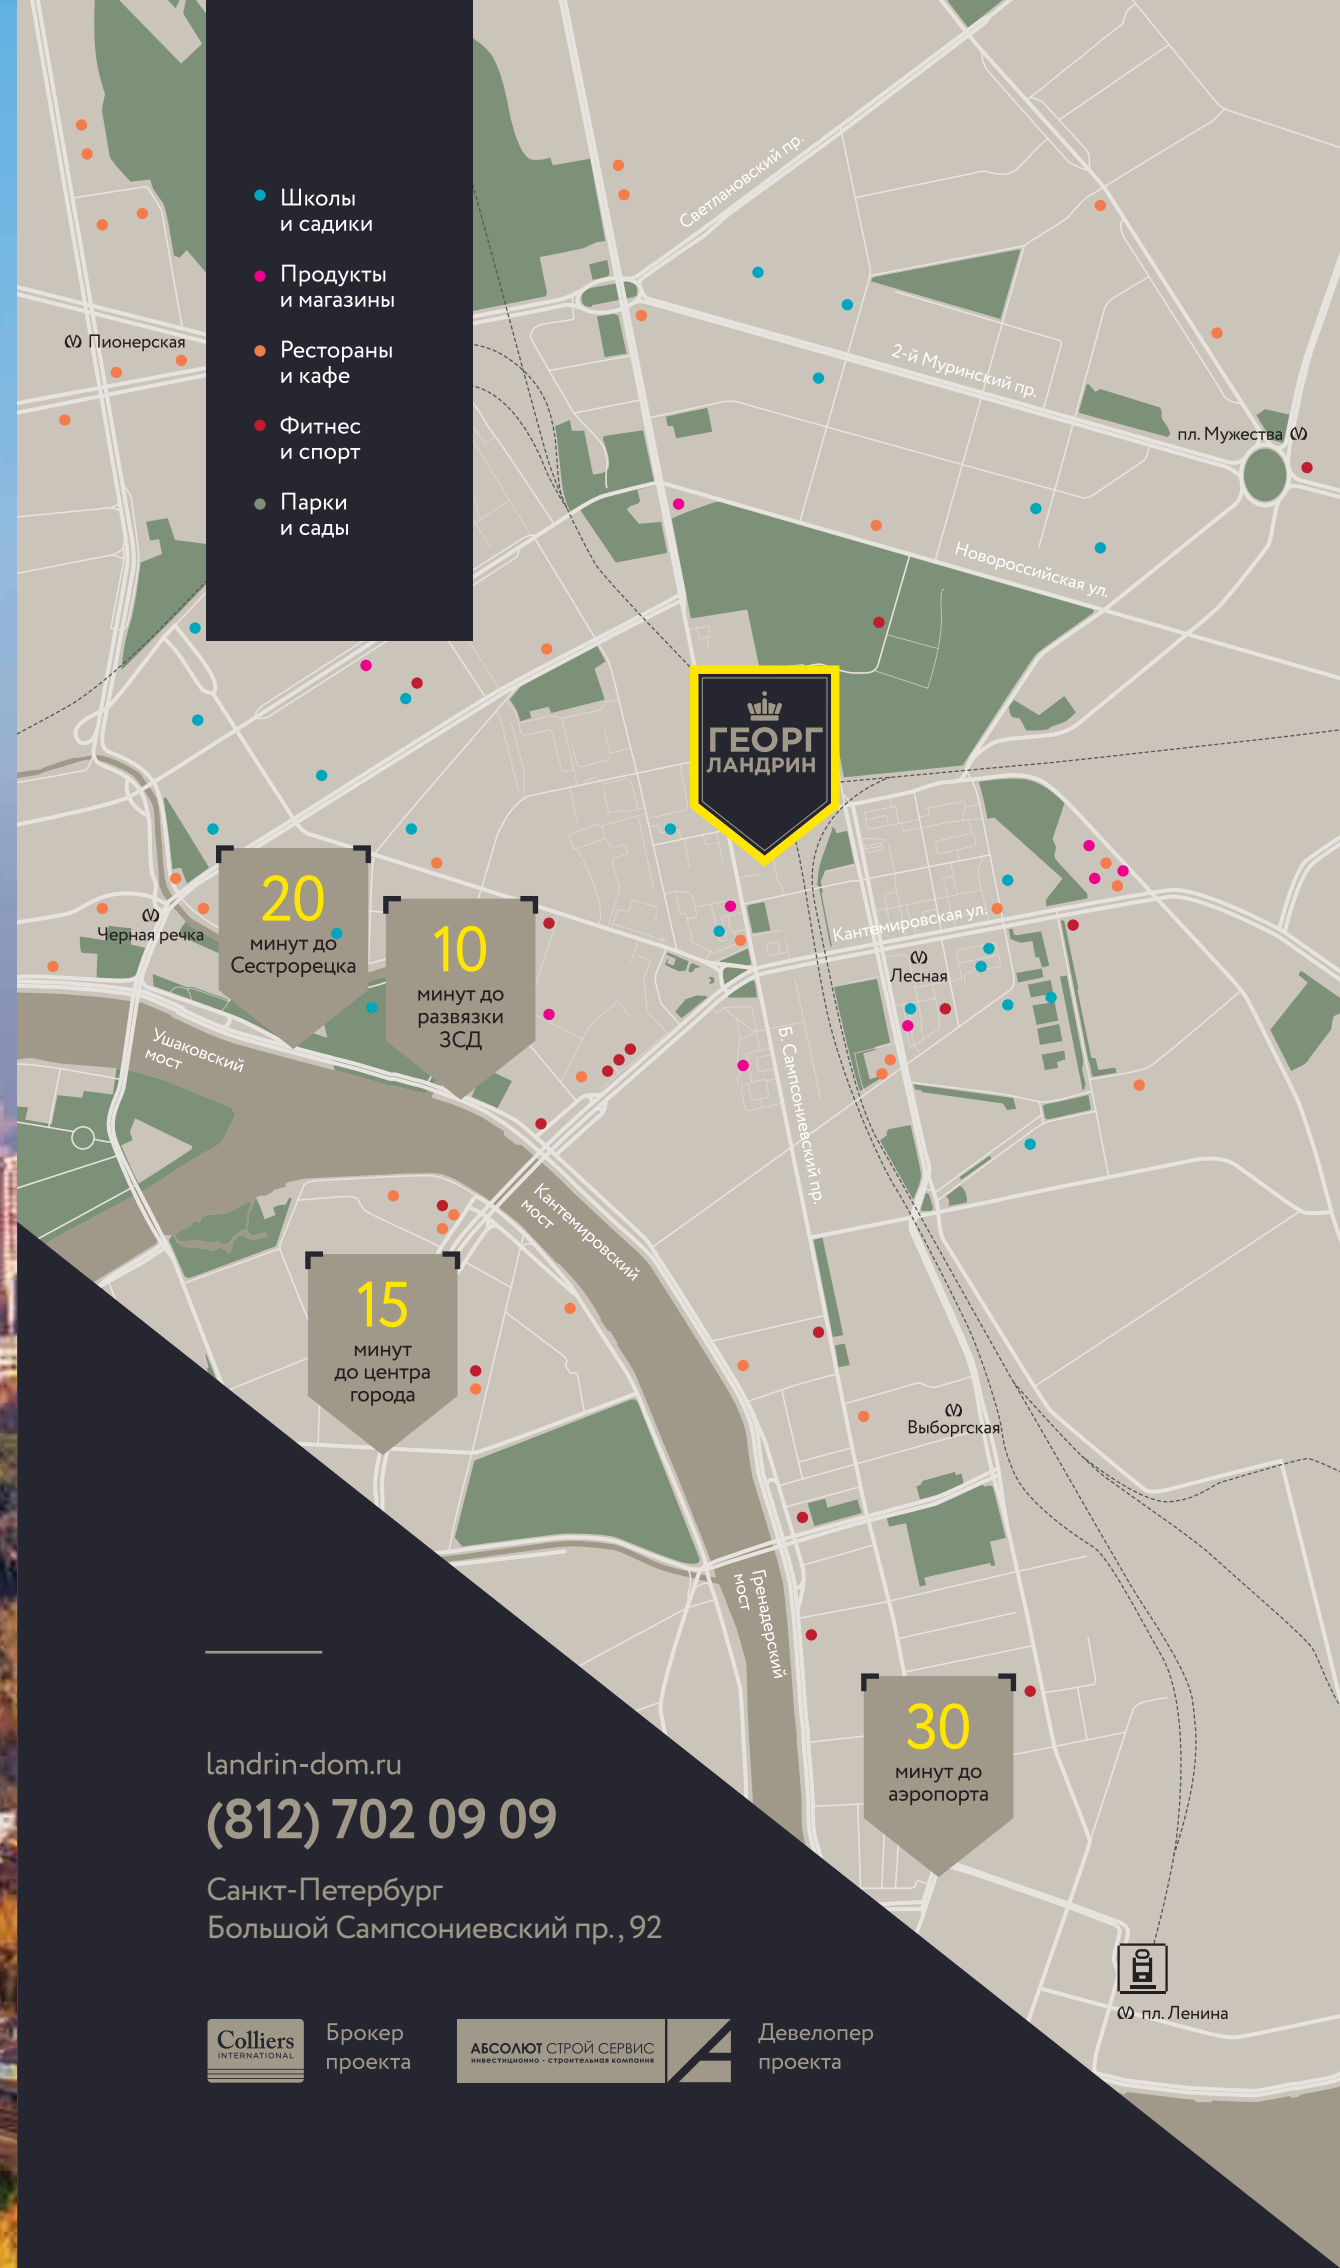 Школы
и садики
Продукты
и магазины
Рестораны
и кафе
Фитнес
и спорт
Парки
и сады
Светлановский пр.
Пионерская
2-й Муринский пр.
пл. Мужества
Новороссийская ул.
ГЕОРГ
ЛАНДРИН
20
минут до
Сестрорецка
10
минут до
развязки
ЗСД
Черная речка
Кантемировская ул.
Лесная
Ушаковский
мост
Б. Сампсониевский пр.
Кантемировский
мост
15
минут
до центра
города
Выборгская
Гренадерский
мост
30
минут до
аэропорта
пл. Ленина
landrin-dom.ru
(812) 702 09 09
Санкт-Петербург
Большой Сампсониевский пр., 92
Colliers
INTERNATIONAL
Брокер
проекта
АБСОЛЮТ СТРОЙ СЕРВИС
инвестиционно - строительная компания
Девелопер
проекта